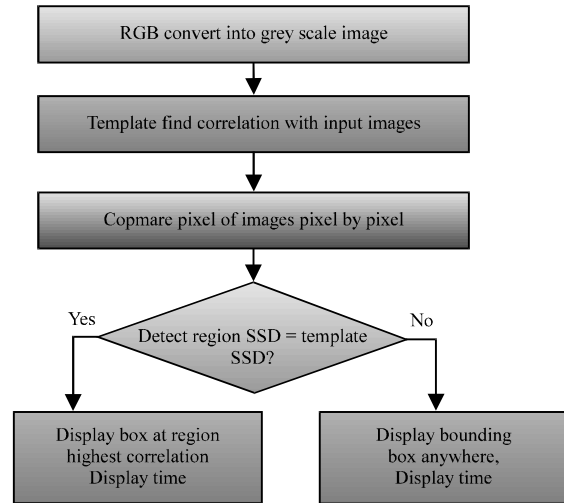 RGB convert into grey scale image
Template find correlation with input images
Copmare pixel of images pixel by pixel
Yes
No
Detect region SSD = template
SSD?
Display box at region
highest correlation
Display time
Display bounding
box anywhere,
Display time